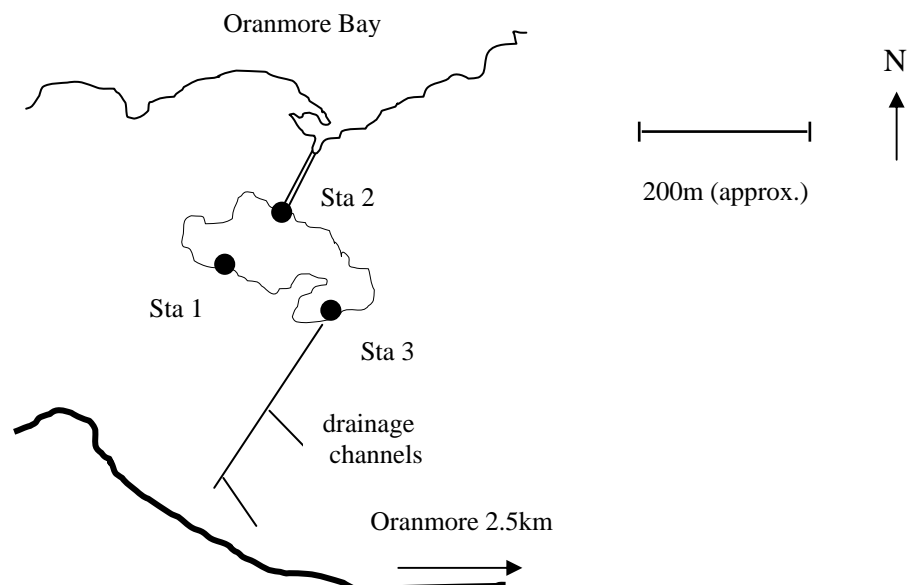 Oranmore Bay
N
200m (approx.)
Sta 2
Sta 1
Sta 3
drainage
channels
Oranmore 2.5km